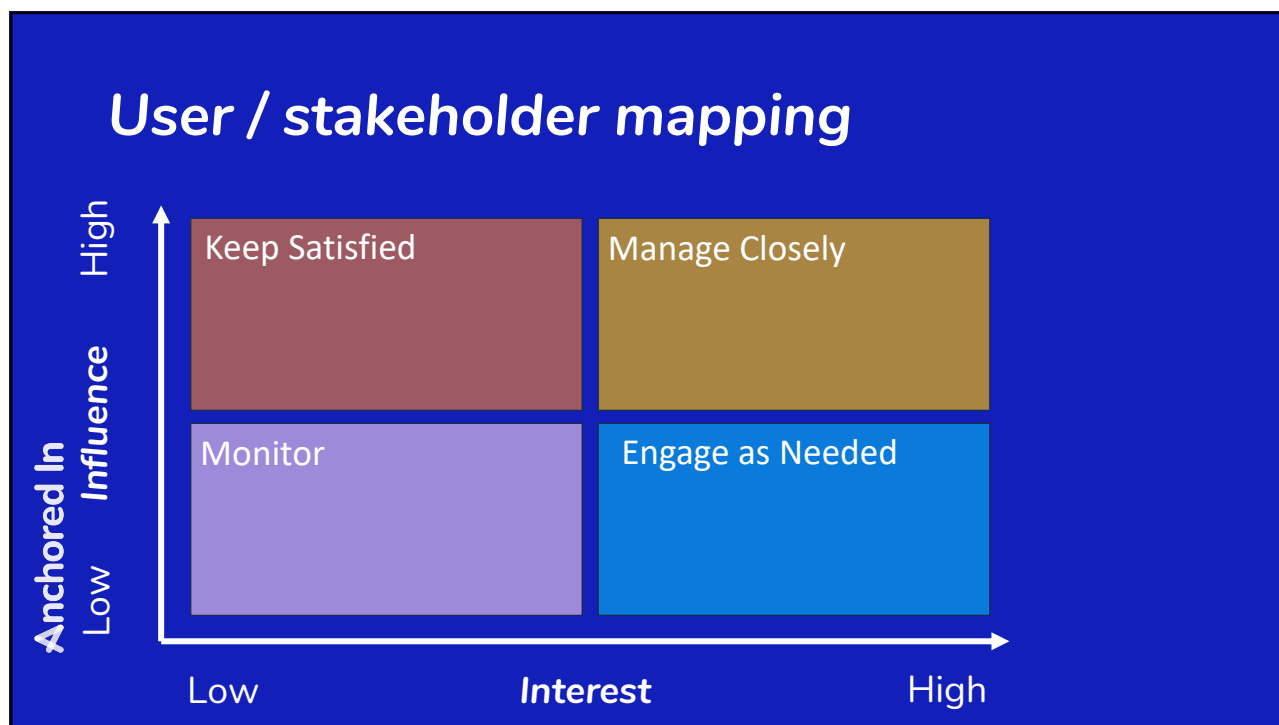 User / stakeholder mapping
High
Influence
Low
Anchored In
Keep Satisfied
Manage Closely
Monitor
Engage as Needed
Low
Interest
High